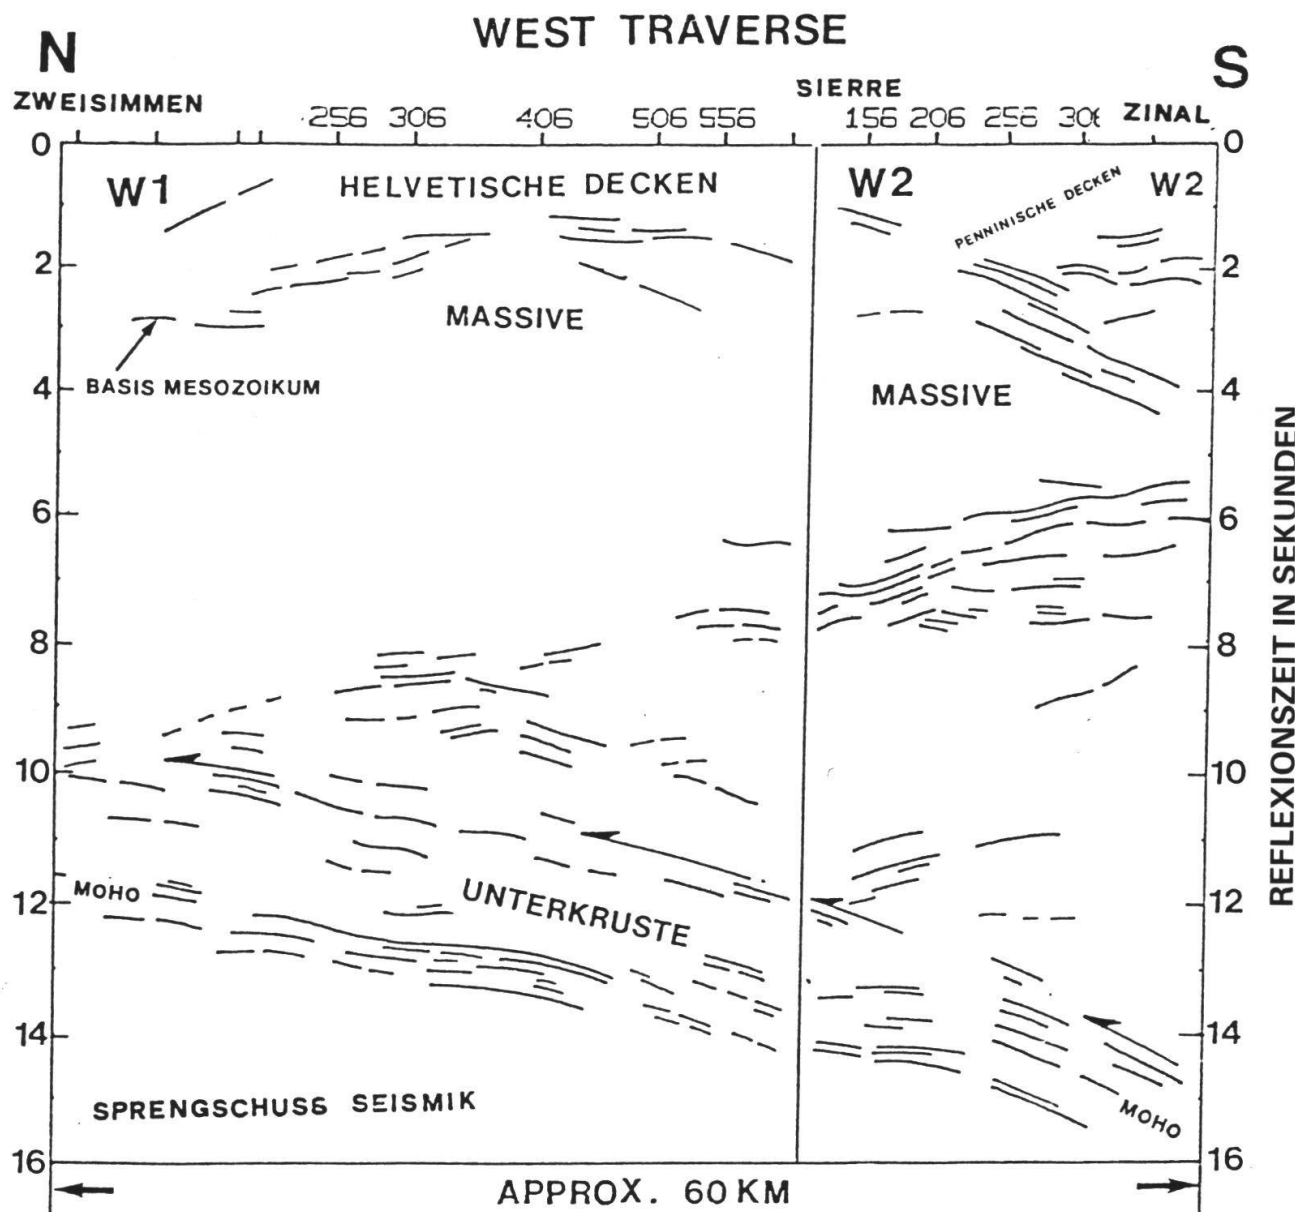 WEST TRAVERSE
N
S
ZWEISIMMEN
SIERRE
ZINAL
256 306 406 506 556 156 206 256 306
0 0
W1
HELVETISCHE DECKEN
W2
PENNINISCHE DECKEN
W2
2 2
MASSIVE
BASIS MESOZOIKUM
4 4
MASSIVE
6 6
8 8
10 10
MOHO
12 12
UNTERKRUSTE
14 14
SPRENGSCHUSS SEISMIK
MOHO
16 16
APPROX. 60 KM
REFLEXIONSZEIT IN SEKUNDEN